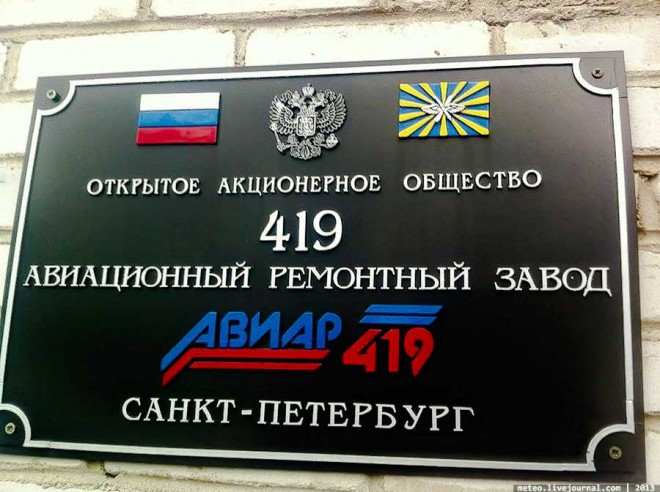 ОТКРЫТОЕ АКЦИОНЕРНОЕ ОБЩЕСТВО
419
АВИАЦИОННЫЙ РЕМОНТНЫЙ ЗАВОД
АВИАР 419
САНКТ-ПЕТЕРБУРГ
meteo.livejournal.com | 2013